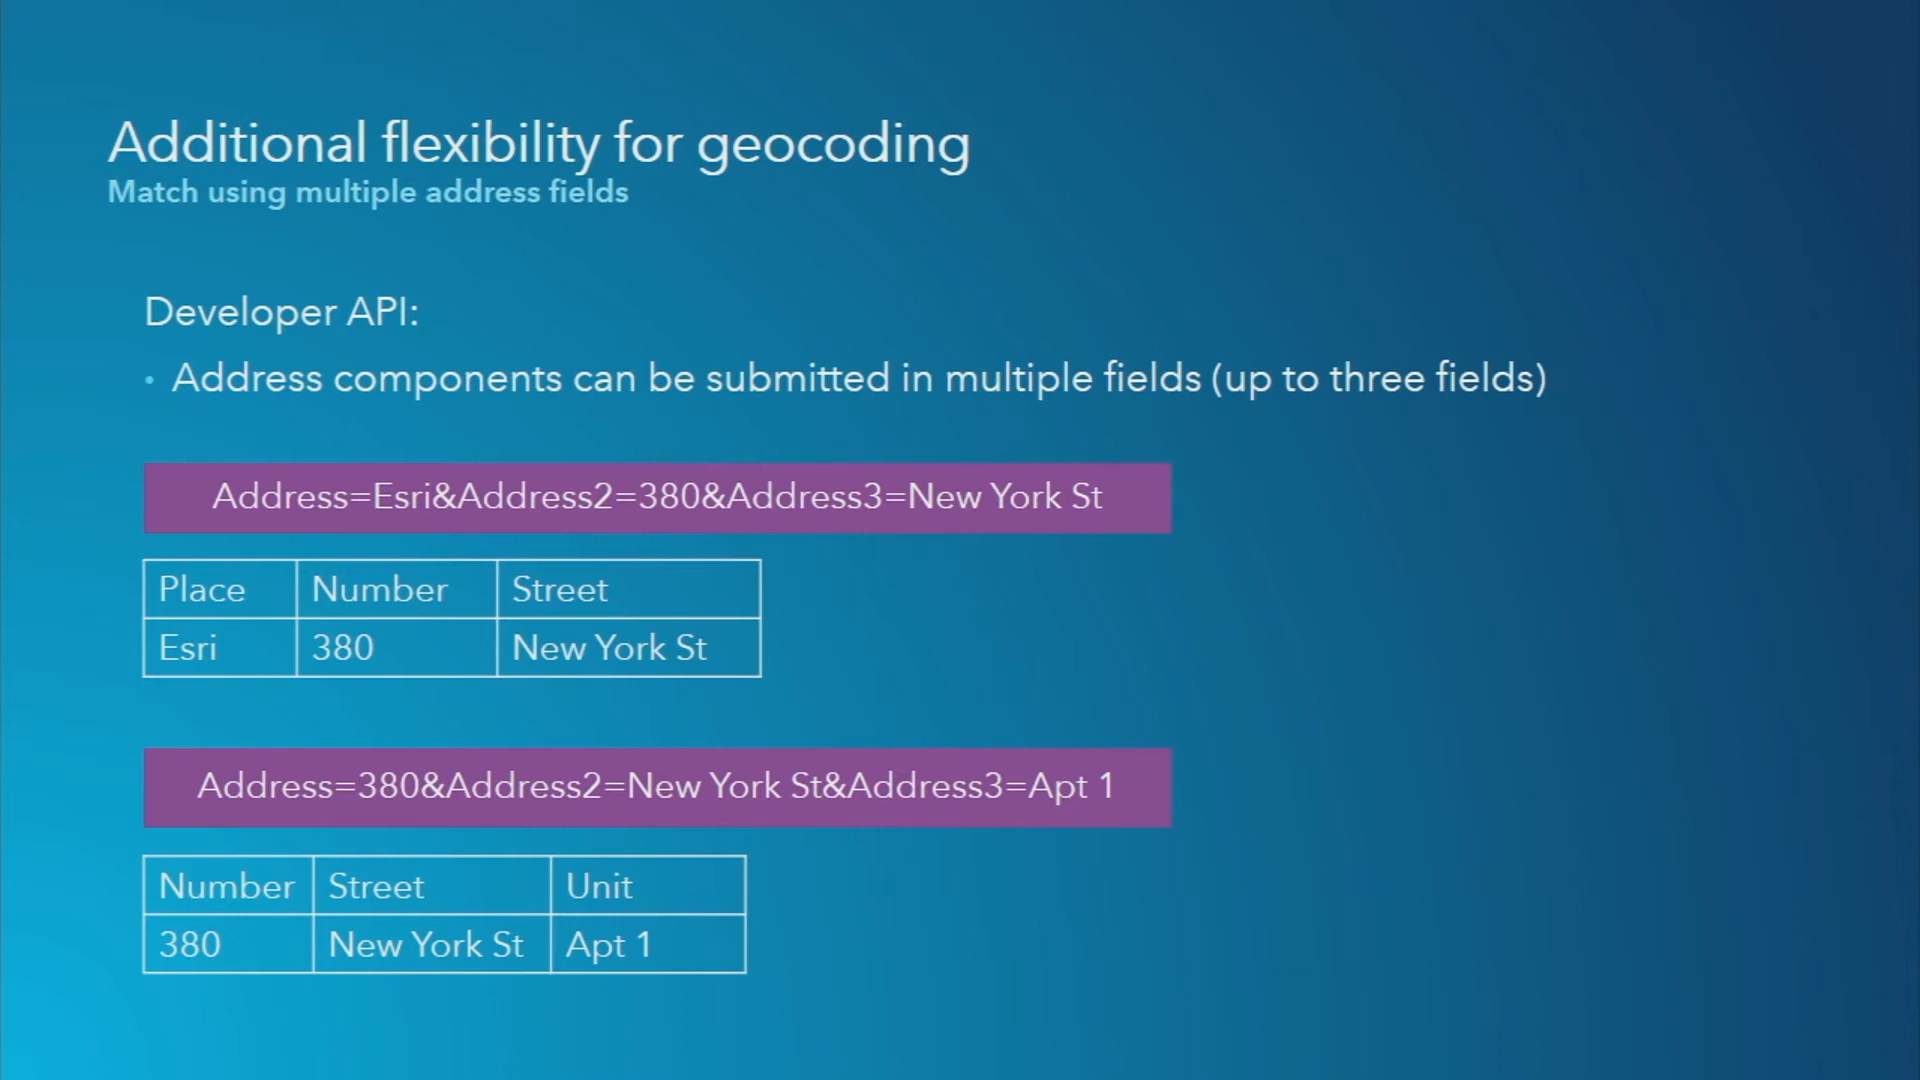 Additional flexibility for geocoding
Match using multiple address fields
Developer API:
• Address components can be submitted in multiple fields (up to three fields)
Address=Esri&Address2=380&Address3=New York St
Place Number Street
Esri 380 New York St
Address=380&Address2=New York St&Address3=Apt 1
Number Street Unit
380 New York St Apt 1